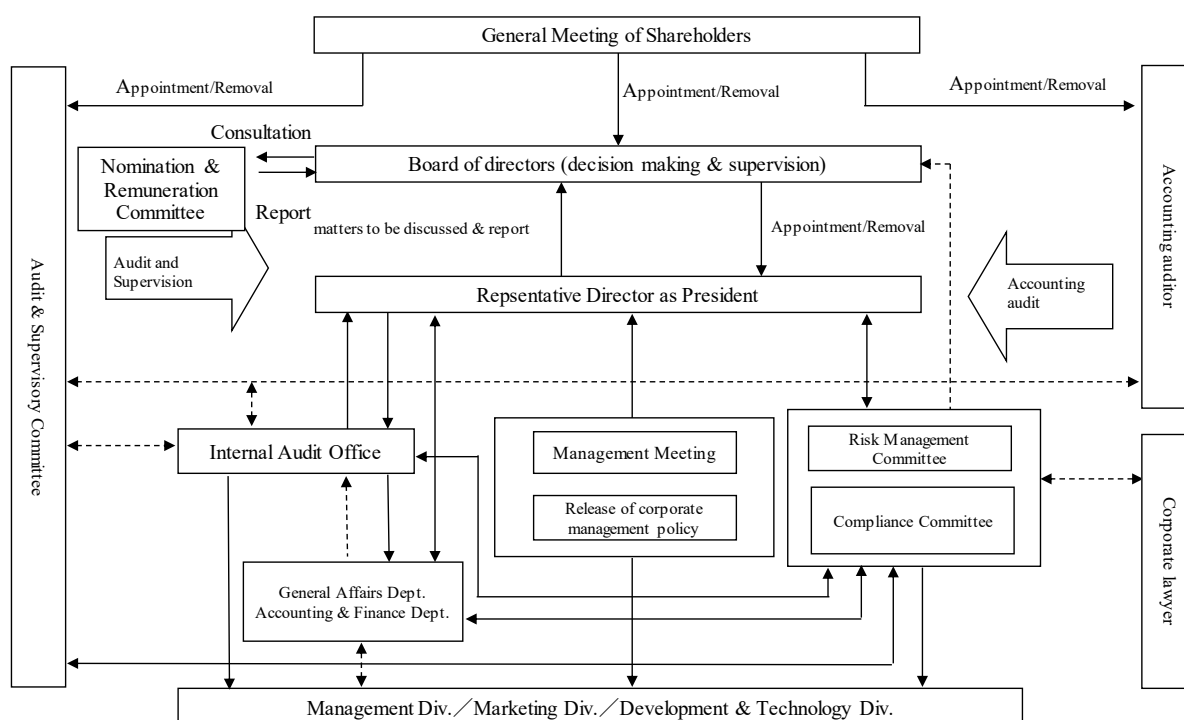 General Meeting of Shareholders
Appointment/Removal
Appointment/Removal
Appointment/Removal
Consultation
Board of directors (decision making & supervision)
Nomination &
Remuneration
Committee
Report
matters to be discussed & report
Appointment/Removal
Audit and
Supervision
Repsentative Director as President
Accounting
audit
Accounting auditor
Audit & Supervisory Committee
Internal Audit Office
Management Meeting
Release of corporate
management policy
Risk Management
Committee
Compliance Committee
Corporate lawyer
General Affairs Dept.
Accounting & Finance Dept.
Management Div.／Marketing Div.／Development & Technology Div.